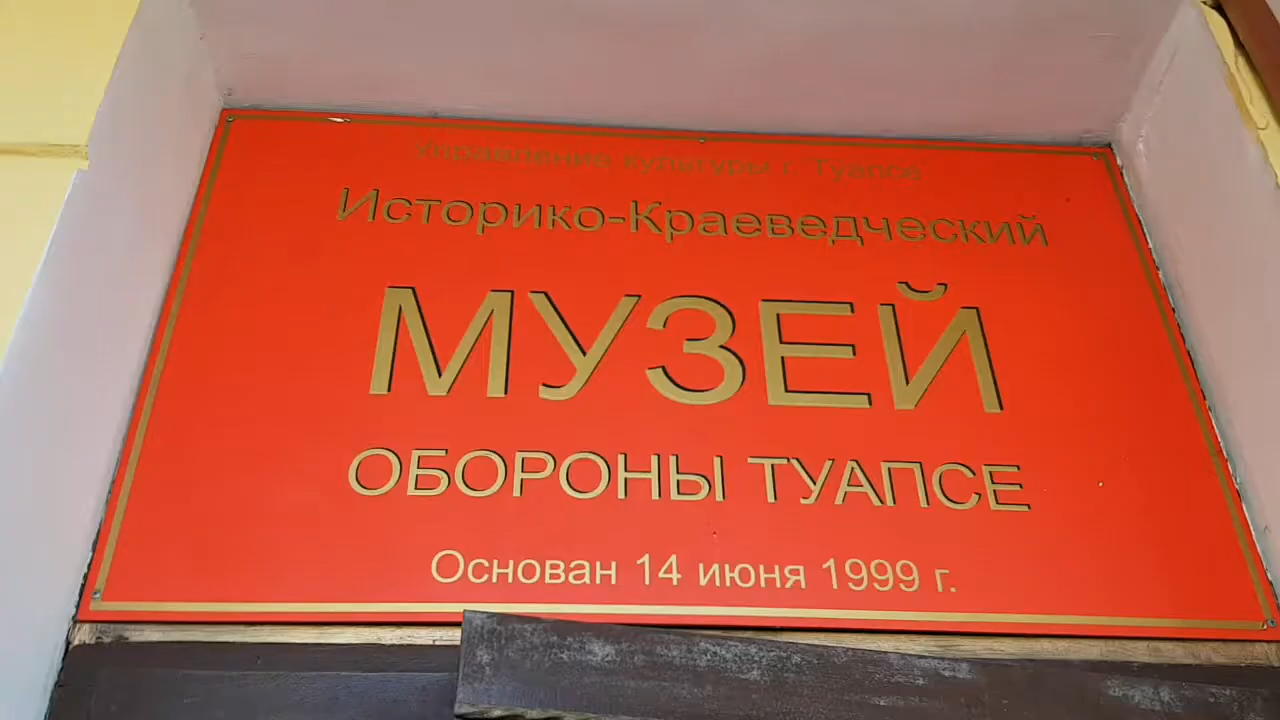 Управление культуры г. Туапсе
Историко-Краеведческий
МУЗЕЙ
ОБОРОНЫ ТУАПСЕ
Основан 14 июня 1999 г.